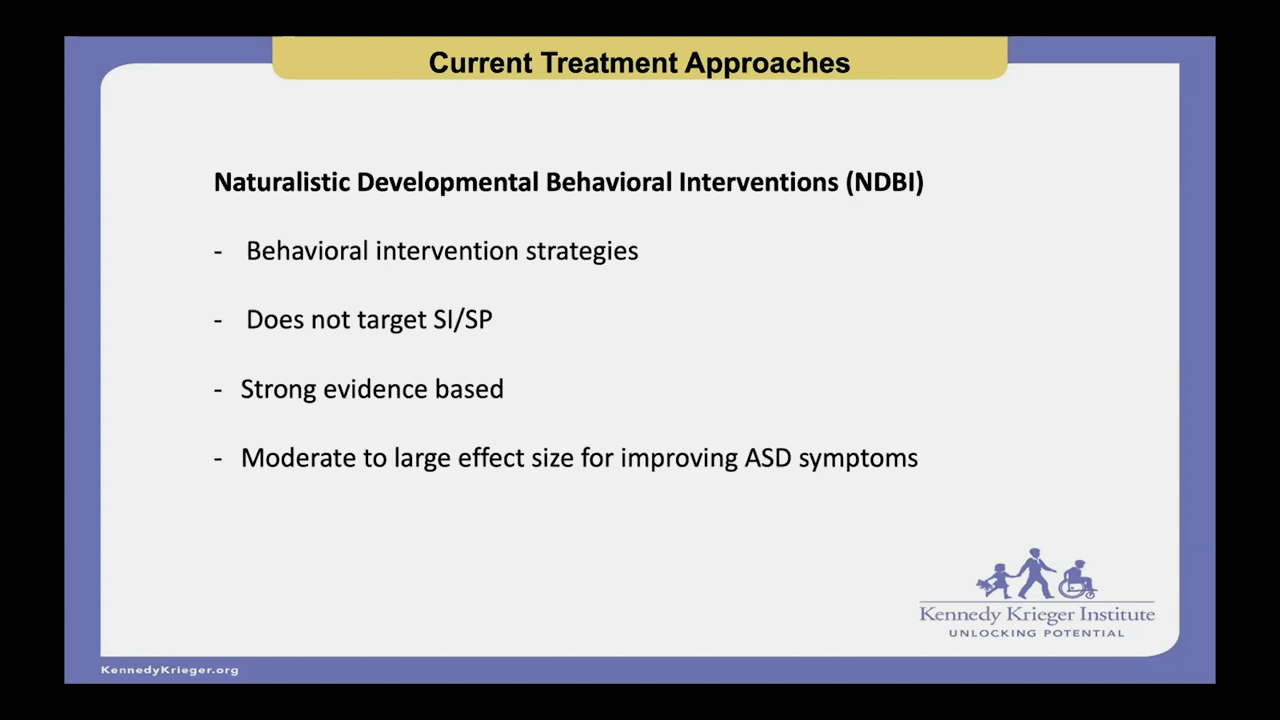 Current Treatment Approaches
Naturalistic Developmental Behavioral Interventions (NDBI)
- Behavioral intervention strategies
- Does not target SI/SP
- Strong evidence based
- Moderate to large effect size for improving ASD symptoms
Kennedy Krieger Institute
UNLOCKING POTENTIAL
KennedyKrieger.org